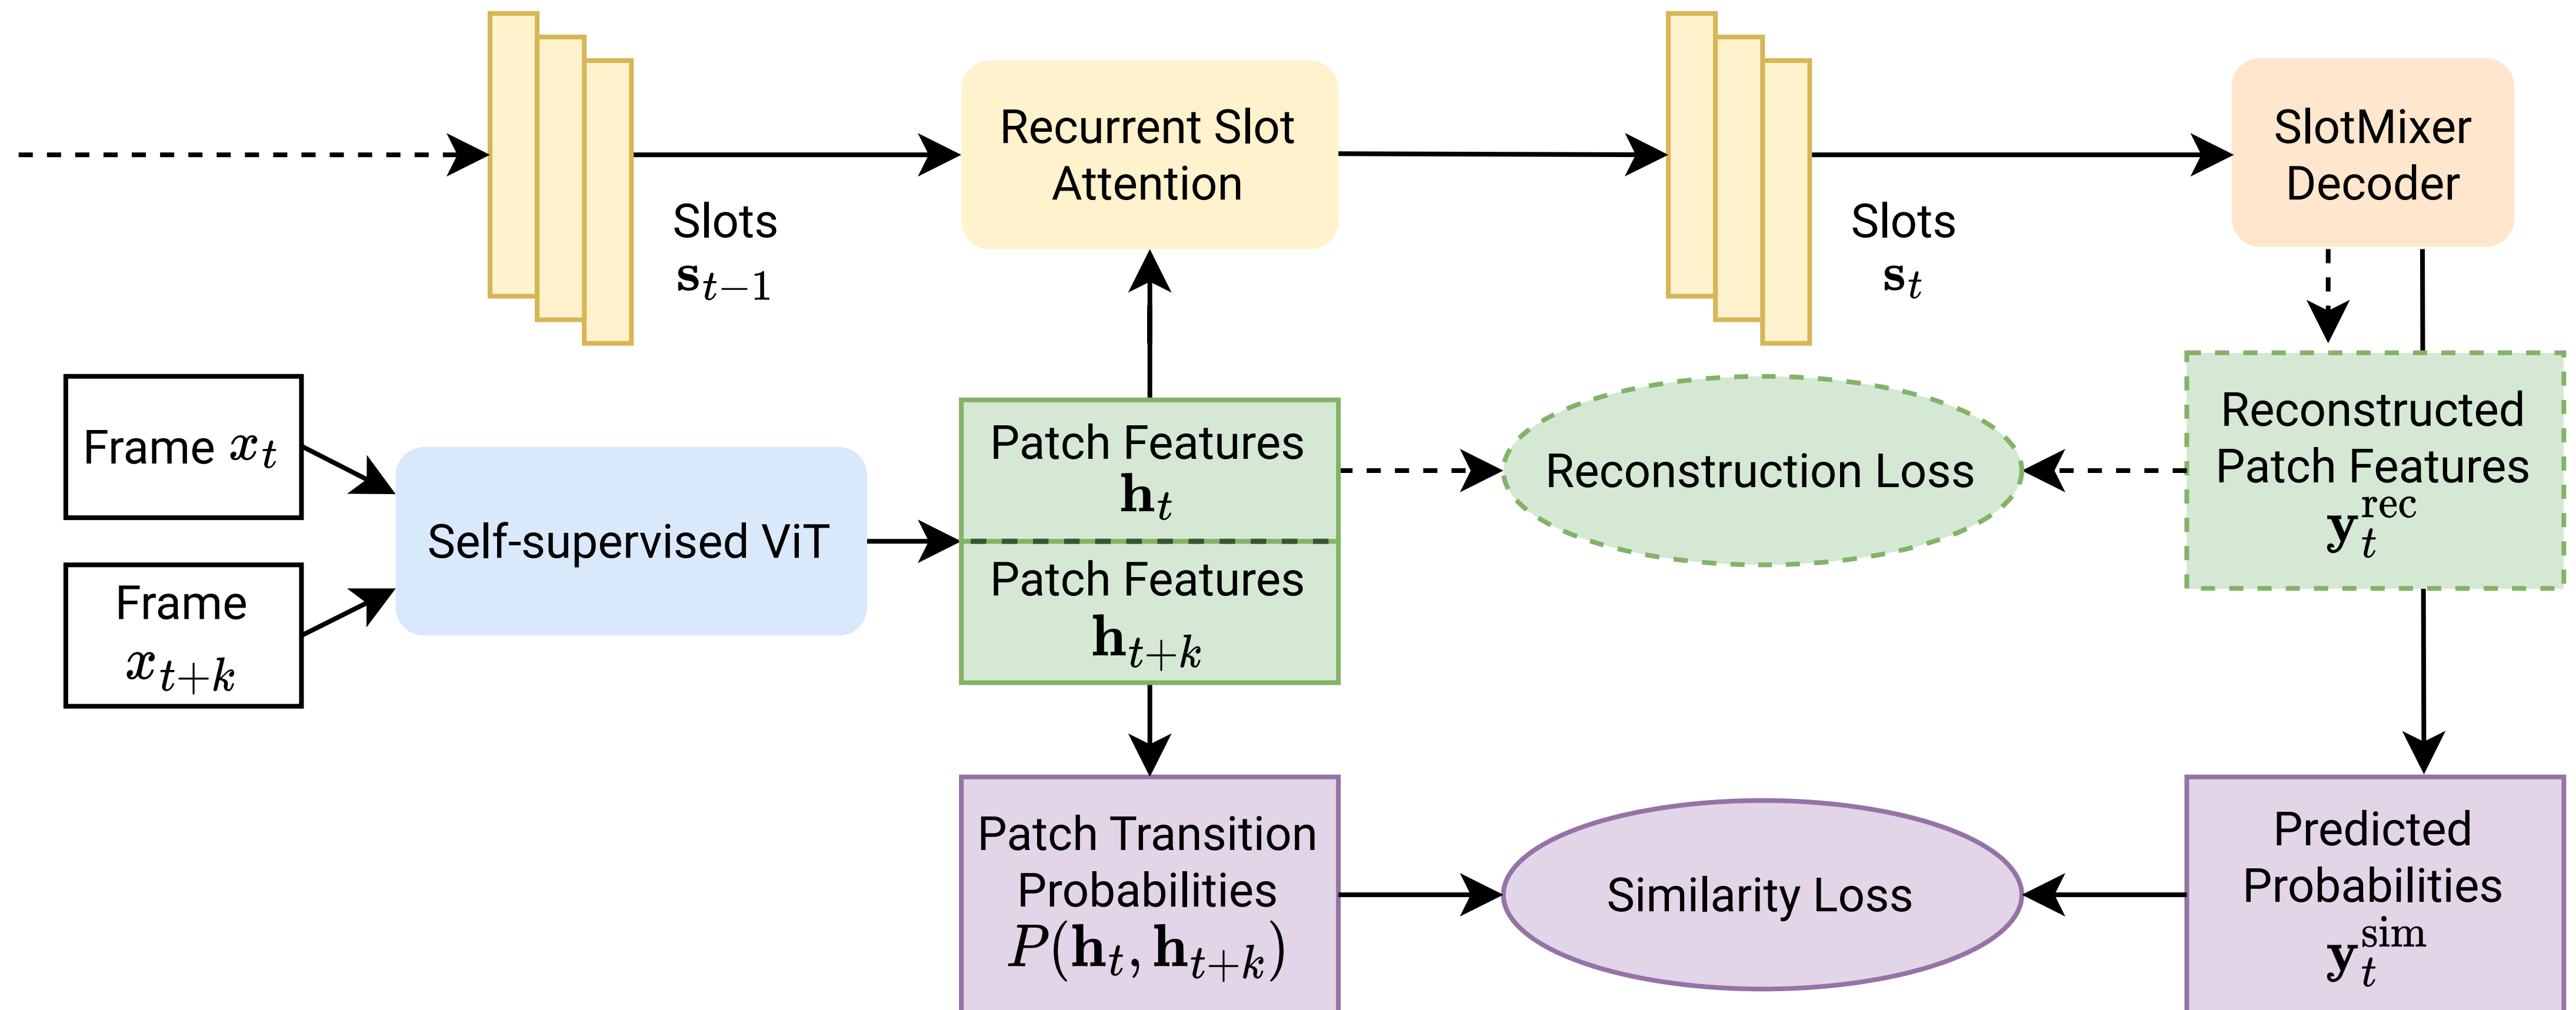 Slots
s_{t-1}
Recurrent Slot
Attention
Slots
s_t
SlotMixer
Decoder
Frame x_t
Frame
x_{t+k}
Self-supervised ViT
Patch Features
h_t
Patch Features
h_{t+k}
Reconstruction Loss
Reconstructed
Patch Features
y_t^{rec}
Patch Transition
Probabilities
P(h_t, h_{t+k})
Similarity Loss
Predicted
Probabilities
y_t^{sim}